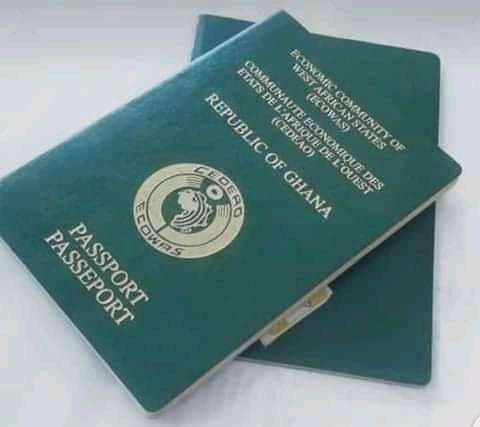 ECONOMIC COMMUNITY OF
WEST AFRICAN STATES
(ECOWAS)
COMMUNAUTE ECONOMIQUE DES
ETATS DE L'AFRIQUE DE L'OUEST
(CEDEAO)
REPUBLIC OF GHANA
CEDEAO
ECOWAS
PASSPORT
PASSEPORT